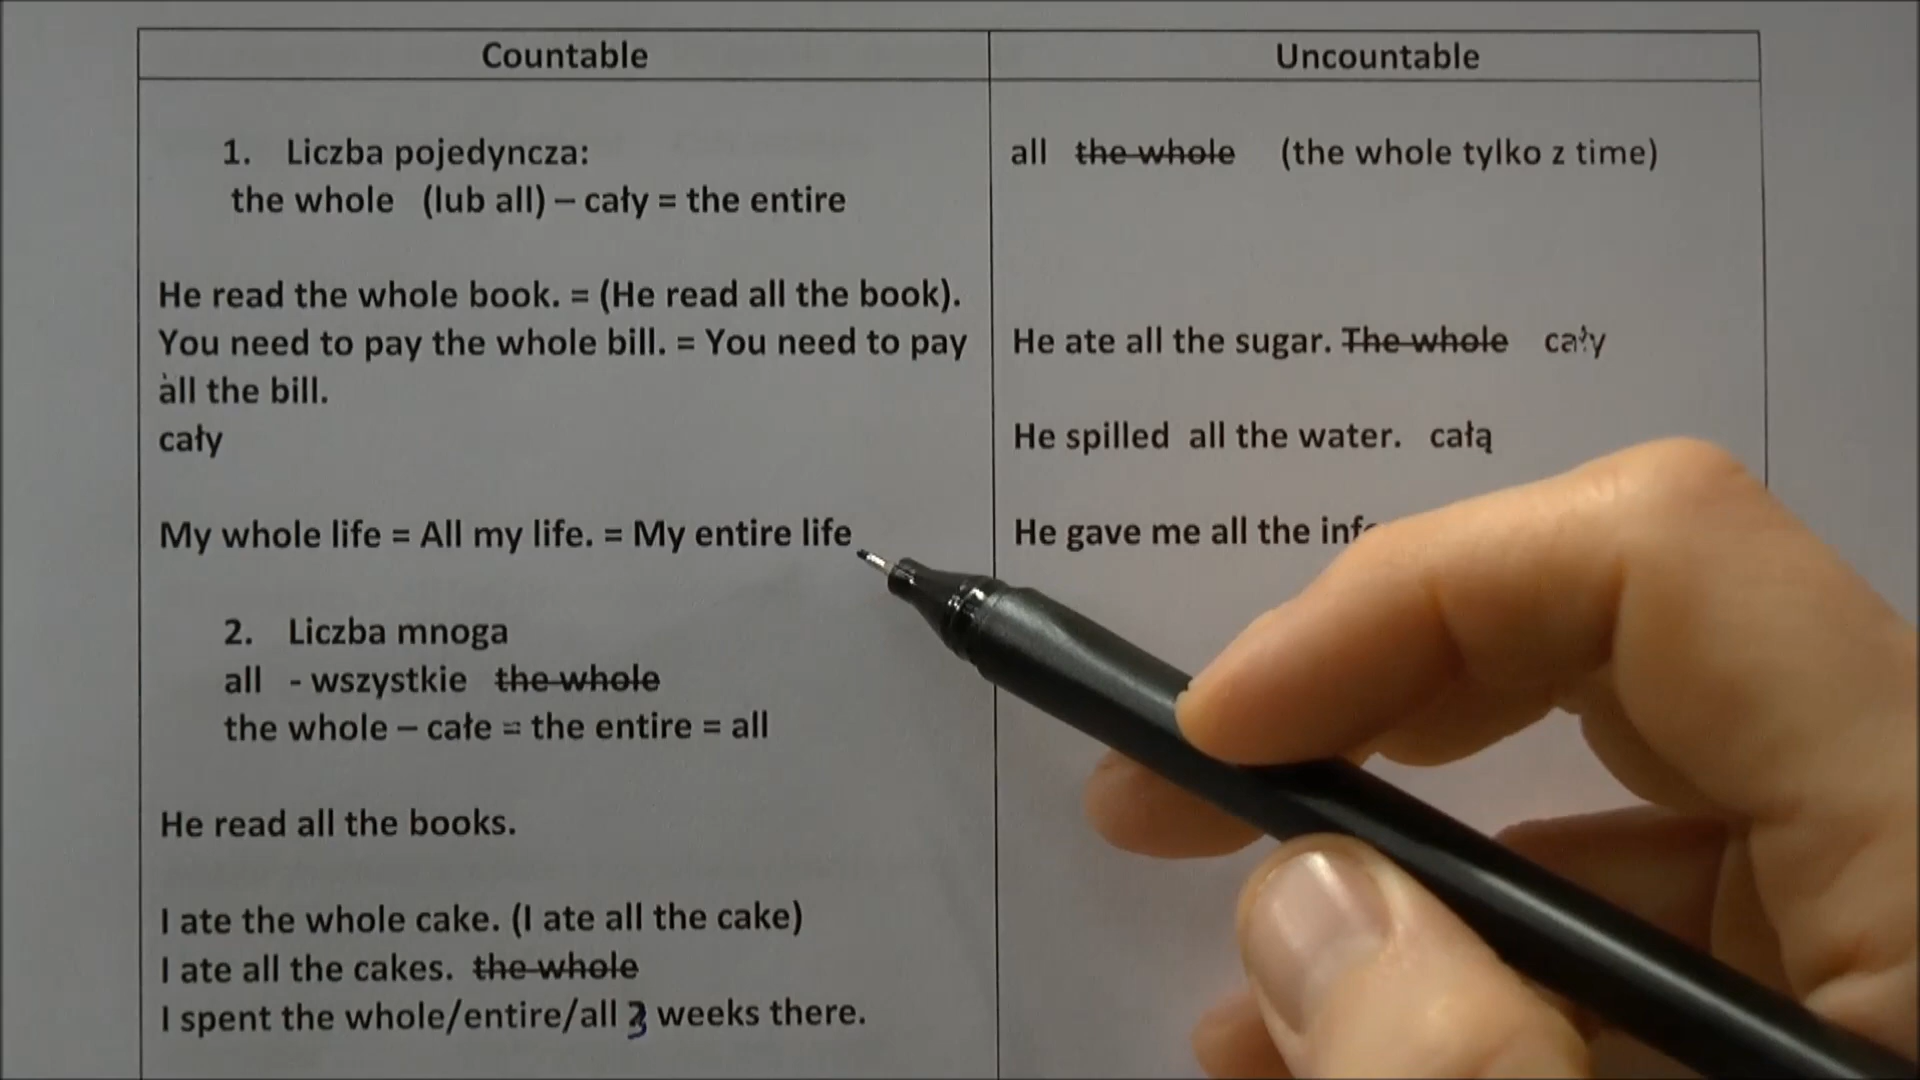 Countable
Uncountable
1. Liczba pojedyncza:
the whole (lub all) – cały = the entire
He read the whole book. = (He read all the book).
You need to pay the whole bill. = You need to pay
all the bill.
cały
My whole life = All my life. = My entire life
2. Liczba mnoga
all - wszystkie the whole
the whole – całe = the entire = all
He read all the books.
I ate the whole cake. (I ate all the cake)
I ate all the cakes. the whole
I spent the whole/entire/all 3 weeks there.
all the whole (the whole tylko z time)
He ate all the sugar. The whole cały
He spilled all the water. całą
He gave me all the